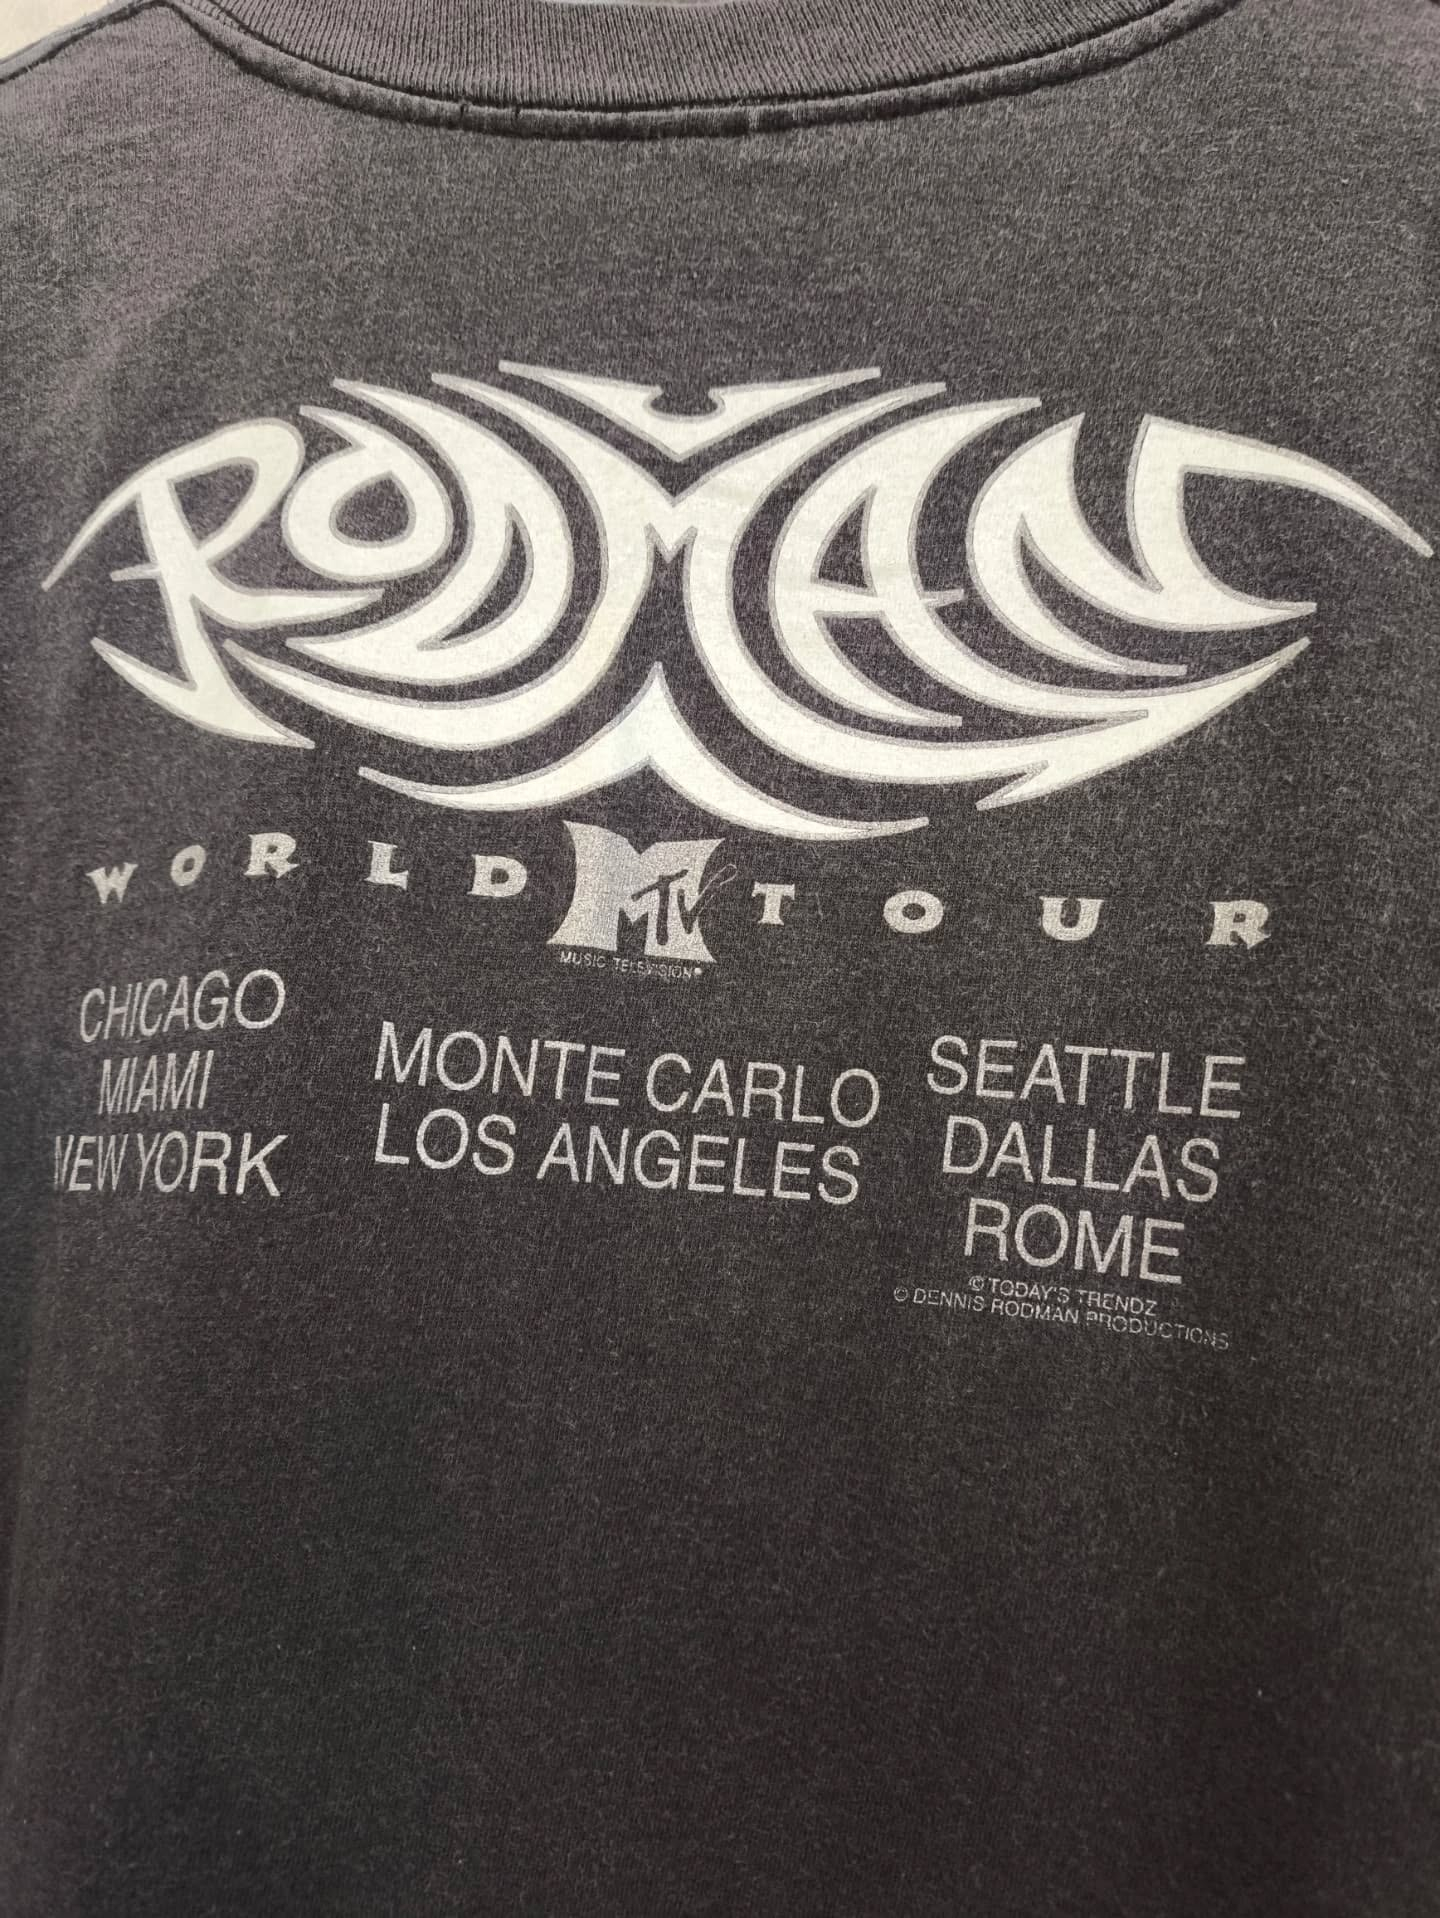 RODMAN
WORLD MTV TOUR
MUSIC TELEVISION®
CHICAGO
MIAMI
NEW YORK
MONTE CARLO
LOS ANGELES
SEATTLE
DALLAS
ROME
© TODAY'S TRENDZ
© DENNIS RODMAN PRODUCTIONS